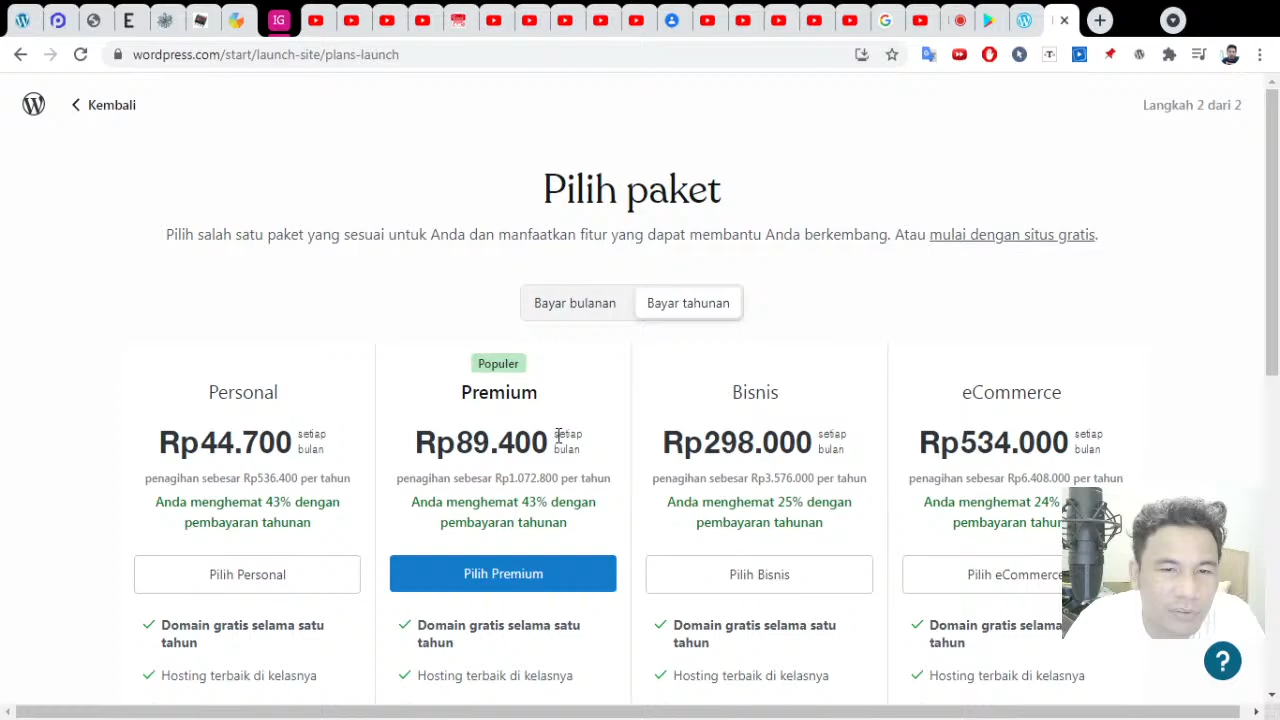 IG
E
wordpress.com/start/launch-site/plans-launch
Kembali
Langkah 2 dari 2
Pilih paket
Pilih salah satu paket yang sesuai untuk Anda dan manfaatkan fitur yang dapat membantu Anda berkembang. Atau mulai dengan situs gratis.
Bayar bulanan
Bayar tahunan
Populer
Personal
Premium
Bisnis
eCommerce
Rp44.700 setiap bulan
Rp89.400 setiap bulan
Rp298.000 setiap bulan
Rp534.000 setiap bulan
penagihan sebesar Rp536.400 per tahun
penagihan sebesar Rp1.072.800 per tahun
penagihan sebesar Rp3.576.000 per tahun
penagihan sebesar Rp6.408.000 per tahun
Anda menghemat 43% dengan
pembayaran tahunan
Anda menghemat 43% dengan
pembayaran tahunan
Anda menghemat 25% dengan
pembayaran tahunan
Anda menghemat 24%
pembayaran tahun
Pilih Personal
Pilih Premium
Pilih Bisnis
Pilih eCommerce
Domain gratis selama satu
tahun
Domain gratis selama satu
tahun
Domain gratis selama satu
tahun
Domain gratis selama
tahun
Hosting terbaik di kelasnya
Hosting terbaik di kelasnya
Hosting terbaik di kelasnya
Hosting terbaik di kelasnya